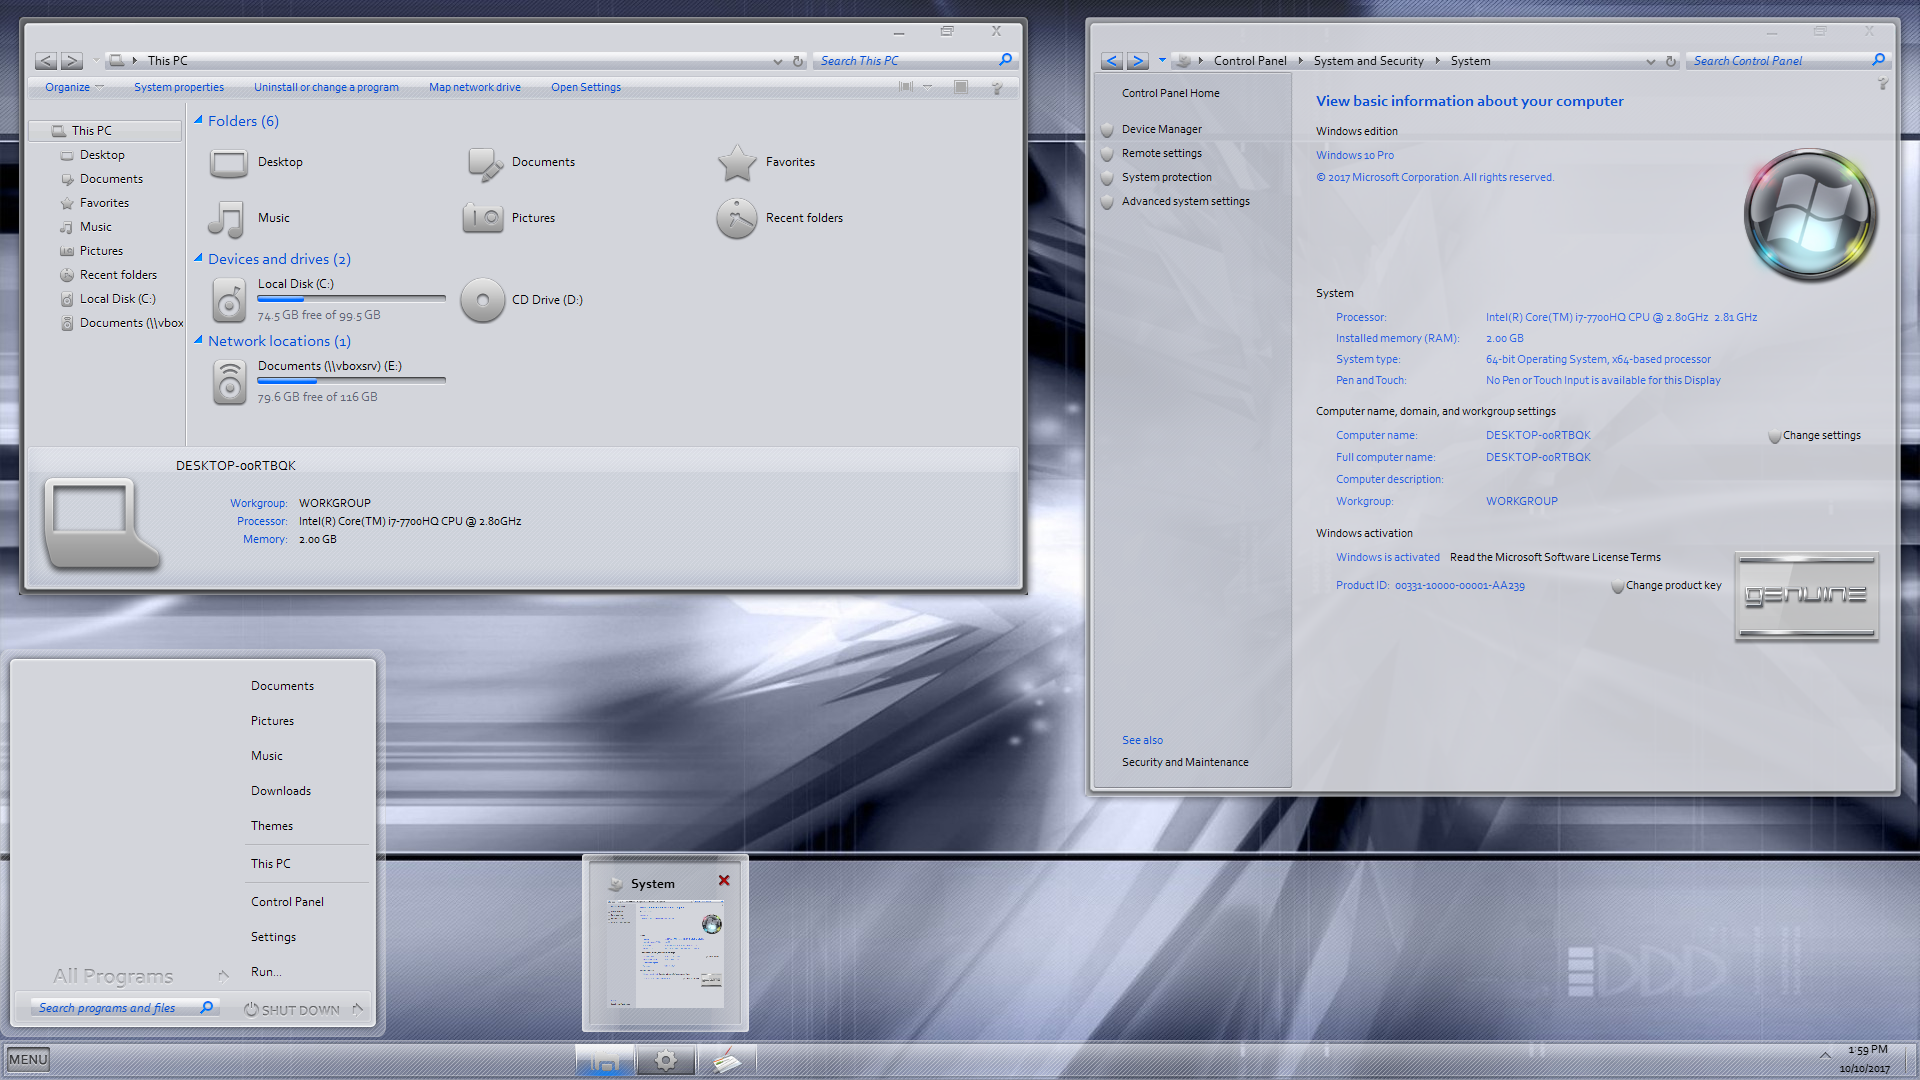 This PC
Search This PC
Organize
System properties
Uninstall or change a program
Map network drive
Open Settings
This PC
Desktop
Documents
Favorites
Music
Pictures
Recent folders
Local Disk (C:)
Documents (\\vbox
Folders (6)
Desktop
Documents
Favorites
Music
Pictures
Recent folders
Devices and drives (2)
Local Disk (C:)
74.5 GB free of 99.5 GB
CD Drive (D:)
Network locations (1)
Documents (\\vboxsrv) (E:)
79.6 GB free of 116 GB
DESKTOP-00RTBQK
Workgroup: WORKGROUP
Processor: Intel(R) Core(TM) i7-7700HQ CPU @ 2.80GHz
Memory: 2.00 GB
Control Panel
System and Security
System
Search Control Panel
Control Panel Home
Device Manager
Remote settings
System protection
Advanced system settings
See also
Security and Maintenance
View basic information about your computer
Windows edition
Windows 10 Pro
© 2017 Microsoft Corporation. All rights reserved.
System
Processor: Intel(R) Core(TM) i7-7700HQ CPU @ 2.80GHz 2.81 GHz
Installed memory (RAM): 2.00 GB
System type: 64-bit Operating System, x64-based processor
Pen and Touch: No Pen or Touch Input is available for this Display
Computer name, domain, and workgroup settings
Computer name: DESKTOP-00RTBQK
Change settings
Full computer name: DESKTOP-00RTBQK
Computer description:
Workgroup: WORKGROUP
Windows activation
Windows is activated Read the Microsoft Software License Terms
Product ID: 00331-10000-00001-AA239
Change product key
genuine
Documents
Pictures
Music
Downloads
Themes
This PC
Control Panel
Settings
Run...
All Programs
Search programs and files
SHUT DOWN
System
DDD
MENU
1:59 PM
10/10/2017